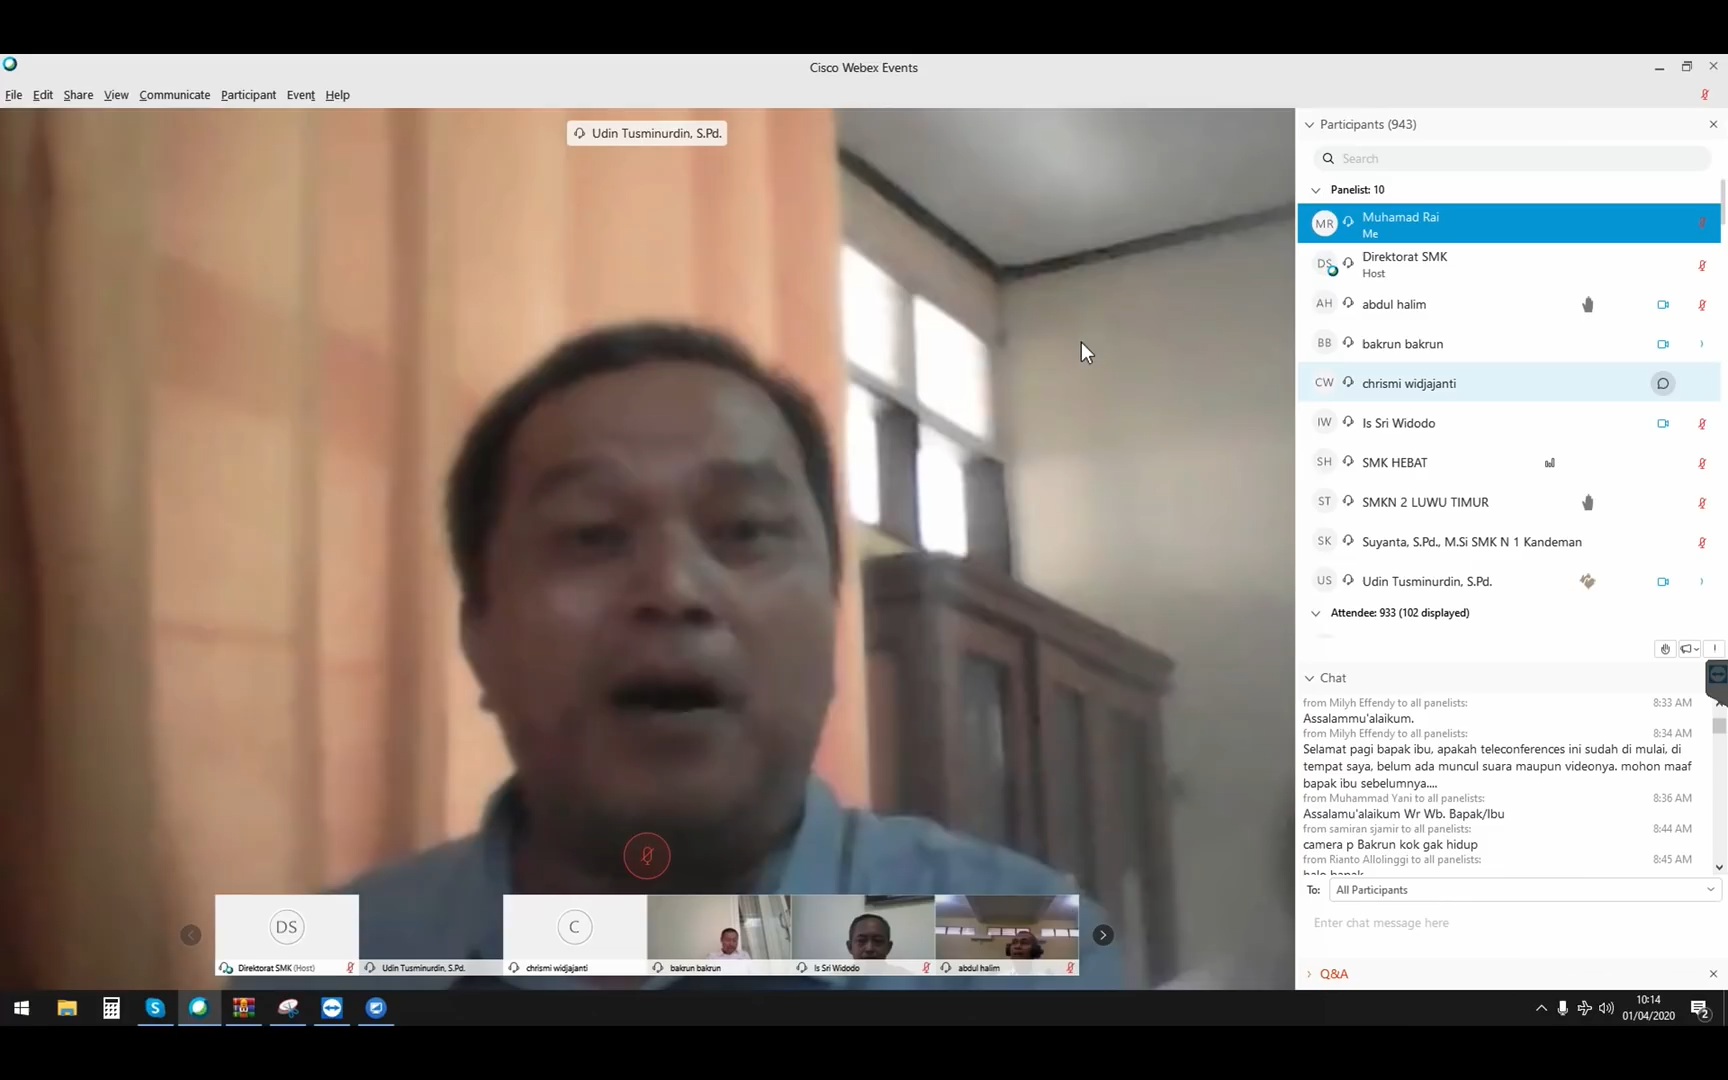 Cisco Webex Events
File Edit Share View Communicate Participant Event Help
Udin Tusminurdin, S.Pd.
Participants (943)
Search
Panelist: 10
MR Muhamad Rai
Me
DS Direktorat SMK
Host
AH abdul halim
BB bakrun bakrun
CW chrismi widjajanti
IW Is Sri Widodo
SH SMK HEBAT
ST SMKN 2 LUWU TIMUR
SK Suyanta, S.Pd., M.Si SMK N 1 Kandeman
US Udin Tusminurdin, S.Pd.
Attendee: 933 (102 displayed)
Chat
from Milyh Effendy to all panelists: 8:33 AM
Assalammu'alaikum.
from Milyh Effendy to all panelists: 8:34 AM
Selamat pagi bapak ibu, apakah teleconferences ini sudah di mulai, di
tempat saya, belum ada muncul suara maupun videonya. mohon maaf
bapak ibu sebelumnya....
from Muhammad Yani to all panelists: 8:36 AM
Assalamu'alaikum Wr Wb. Bapak/Ibu
from samiran sjamir to all panelists: 8:44 AM
camera p Bakrun kok gak hidup
from Rianto Allolinggi to all panelists: 8:45 AM
halo bapak
To: All Participants
Enter chat message here
Q&A
DS
C
Direktorat SMK (Host)
Udin Tusminurdin, S.Pd.
chrismi widjajanti
bakrun bakrun
Is Sri Widodo
abdul halim
10:14
01/04/2020
2